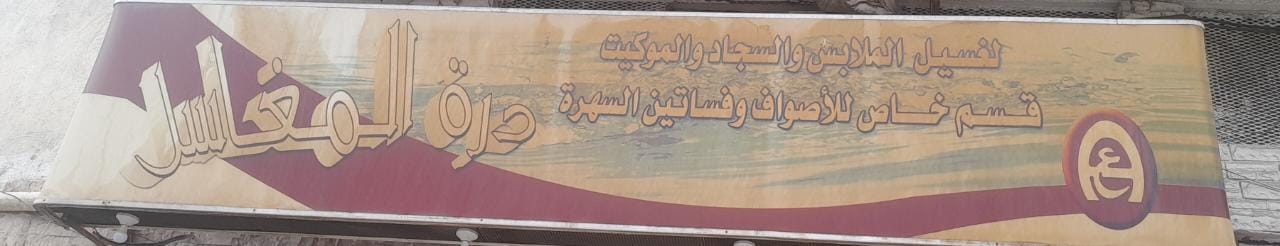 لغسيل الملابس والسجاد والموكيت
قسم خاص للأصواف وفساتين السهرة
درة المغاسل